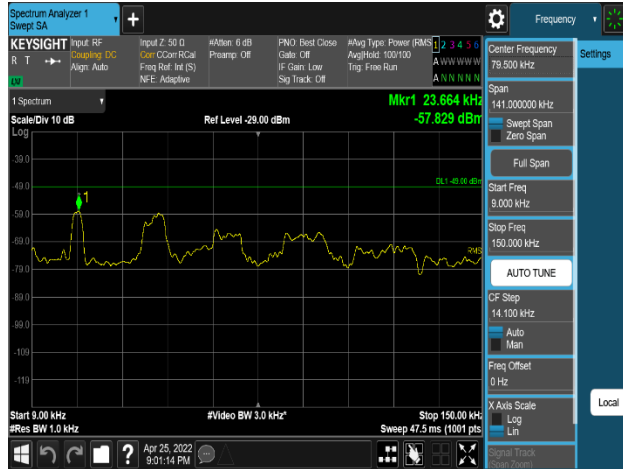 Spectrum Analyzer 1
Swept SA
+
Frequency
KEYSIGHT
R T
Input: RF
Coupling: DC
Align: Auto
Input Z: 50 Ω
Corr CCorr RCal
Freq Ref: Int (S)
NFE: Adaptive
#Atten: 6 dB
Preamp: Off
PNO: Best Close
Gate: Off
IF Gain: Low
Sig Track: Off
#Avg Type: Power (RMS
Avg|Hold: 100/100
Trig: Free Run
1 2 3 4 5 6
A W W W W W
A N N N N N
Center Frequency
79.500 kHz
Settings
Span
141.000000 kHz
Swept Span
Zero Span
Full Span
Start Freq
9.000 kHz
Stop Freq
150.000 kHz
AUTO TUNE
CF Step
14.100 kHz
Auto
Man
Freq Offset
0 Hz
X Axis Scale
Log
Lin
Local
Signal Track
(Span Zoom)
1 Spectrum
Mkr1 23.664 kHz
Scale/Div 10 dB
Ref Level -29.00 dBm
-57.829 dBm
Log
-39.0
-49.0
DL1 -49.00 dBm
1
-59.0
-69.0
RMS
-79.0
-89.0
-99.0
-109
-119
Start 9.00 kHz
#Video BW 3.0 kHz*
Stop 150.00 kHz
#Res BW 1.0 kHz
Sweep 47.5 ms (1001 pts
?
Apr 25, 2022
9:01:14 PM